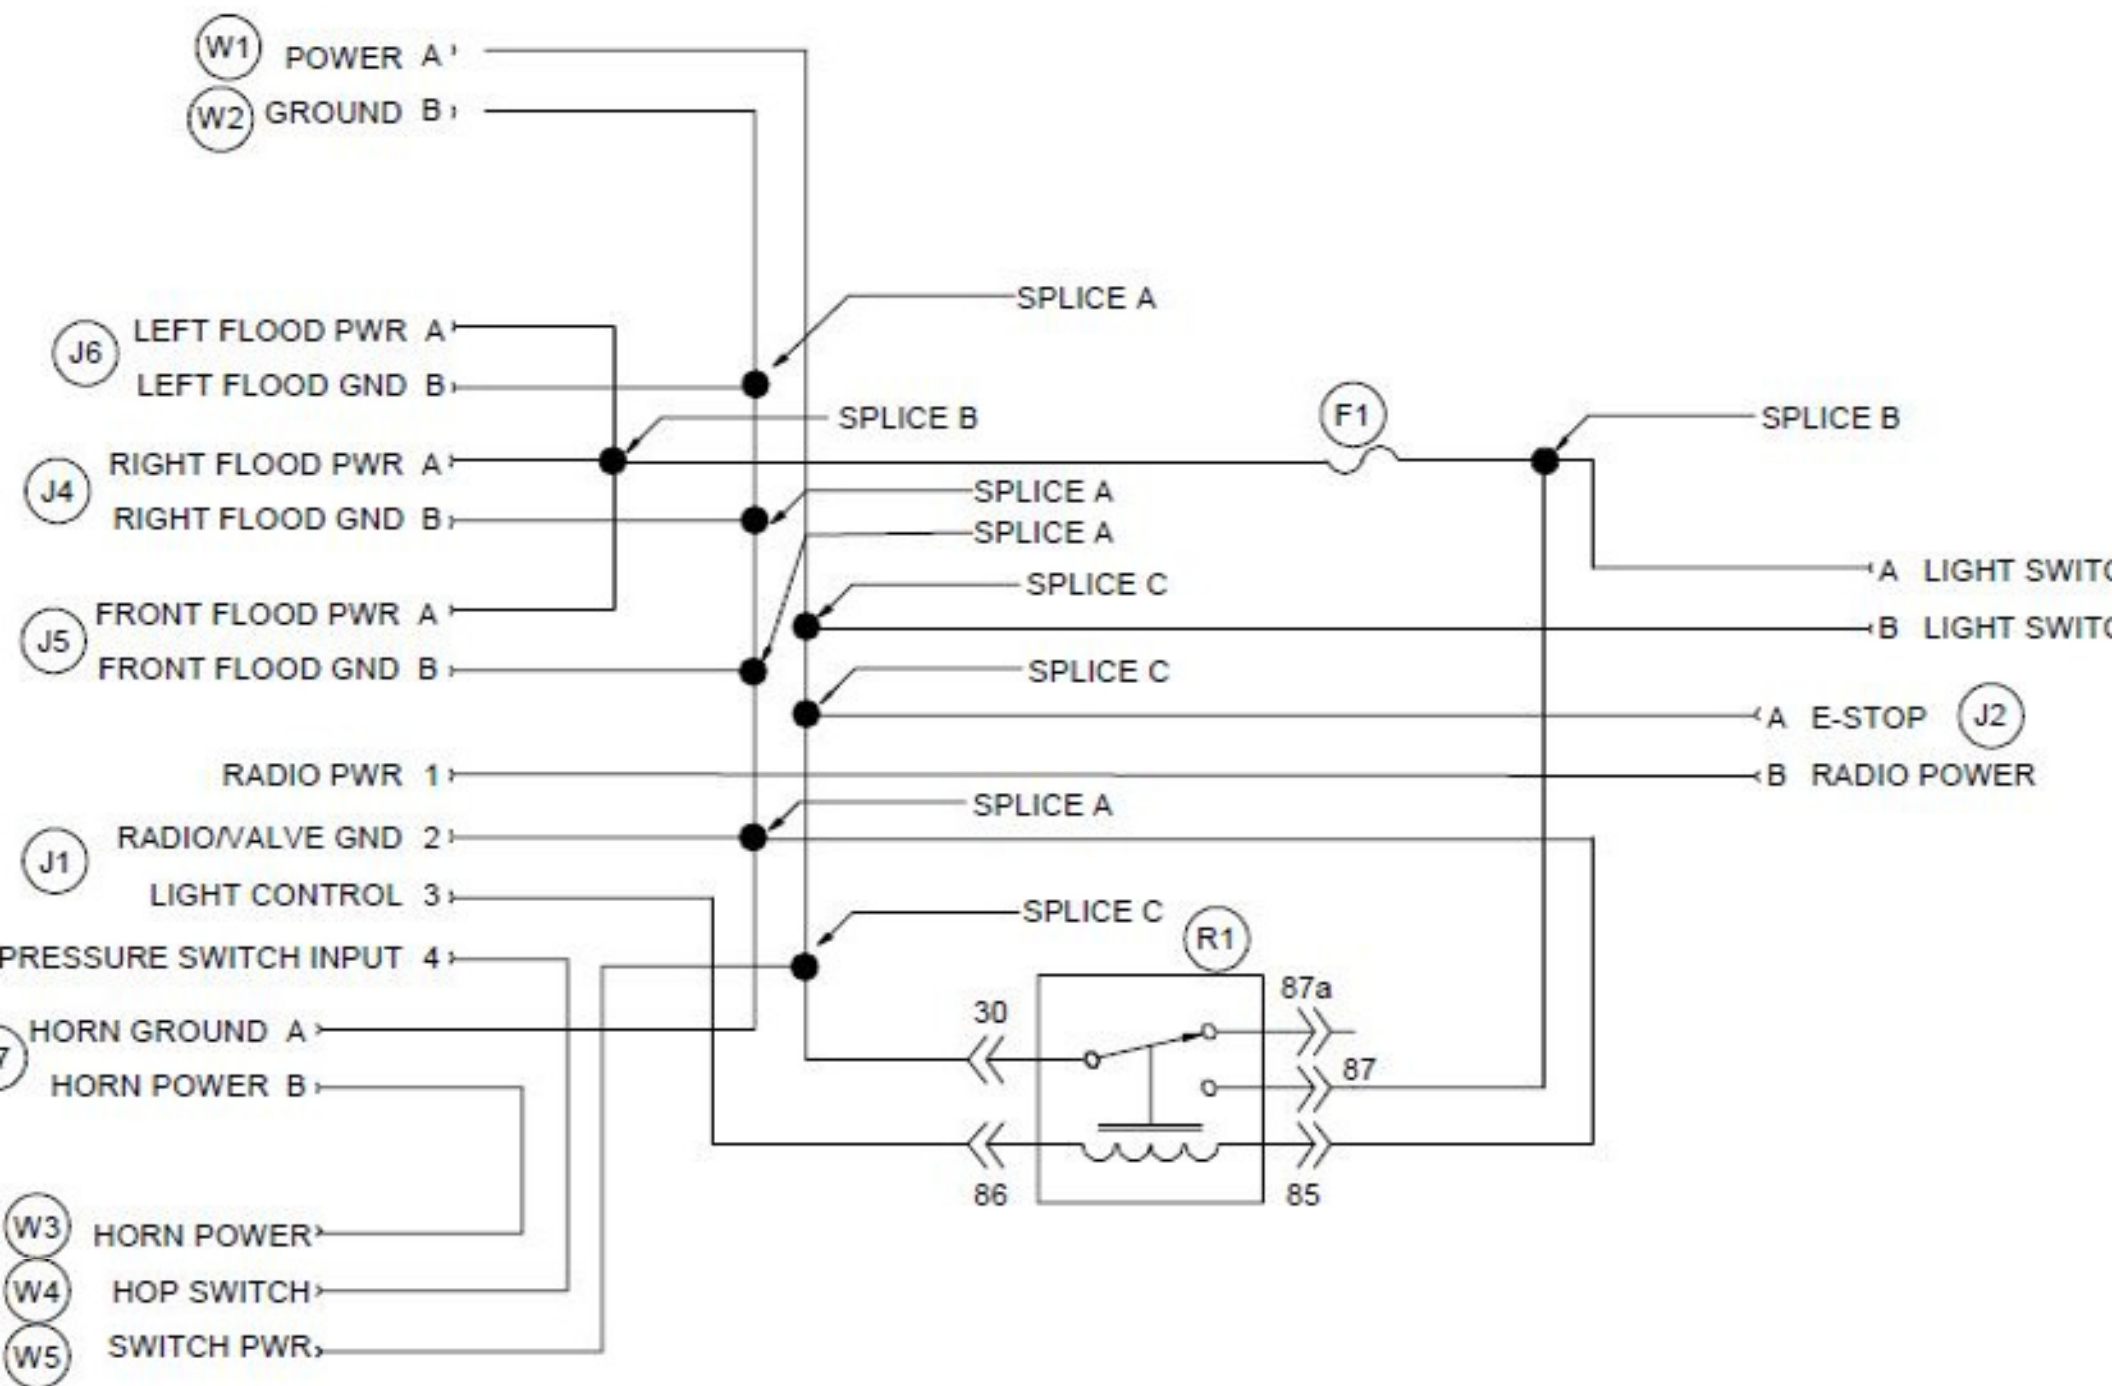 W1 POWER A
W2 GROUND B
SPLICE A
J6 LEFT FLOOD PWR A
LEFT FLOOD GND B
SPLICE B
F1
SPLICE B
J4 RIGHT FLOOD PWR A
RIGHT FLOOD GND B
SPLICE A
SPLICE A
A LIGHT SWITC
SPLICE C
J5 FRONT FLOOD PWR A
B LIGHT SWITC
FRONT FLOOD GND B
SPLICE C
A E-STOP J2
RADIO PWR 1
B RADIO POWER
SPLICE A
J1 RADIO/VALVE GND 2
LIGHT CONTROL 3
SPLICE C
R1
PRESSURE SWITCH INPUT 4
87a
30
7 HORN GROUND A
87
HORN POWER B
86
85
W3 HORN POWER
W4 HOP SWITCH
W5 SWITCH PWR